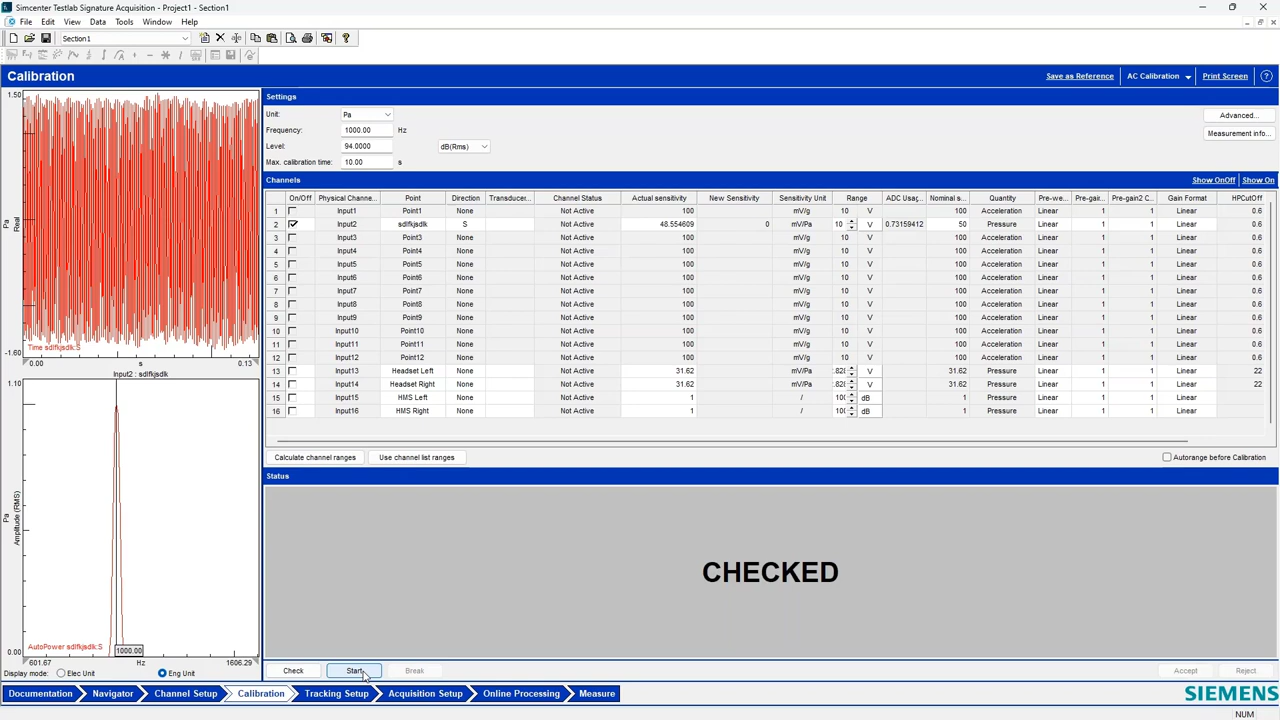 Simcenter Testlab Signature Acquisition - Project1 - Section1
File Edit View Data Tools Window Help
Section1
Calibration Save as Reference AC Calibration Print Screen ?
Settings
Unit: Pa Advanced...
Frequency: 1000.00 Hz Measurement info...
Level: 94.0000 dB(Rms)
Max. calibration time: 10.00 s
Channels Show OnOff Show On
On/Off Physical Channe... Point Direction Transducer... Channel Status Actual sensitivity New Sensitivity Sensitivity Unit Range ADC Usag... Nominal s... Quantity Pre-we... Pre-gai... Pre-gain2 C... Gain Format HPCutOff
1 Input1 Point1 None Not Active 100 mV/g 10 V 100 Acceleration Linear 1 1 Linear 0.6
2 Input2 sdlfkjsdlk S Not Active 48.554609 0 mV/Pa 10 V 0.73159412 50 Pressure Linear 1 1 Linear 0.6
3 Input3 Point3 None Not Active 100 mV/g 10 V 100 Acceleration Linear 1 1 Linear 0.6
4 Input4 Point4 None Not Active 100 mV/g 10 V 100 Acceleration Linear 1 1 Linear 0.6
5 Input5 Point5 None Not Active 100 mV/g 10 V 100 Acceleration Linear 1 1 Linear 0.6
6 Input6 Point6 None Not Active 100 mV/g 10 V 100 Acceleration Linear 1 1 Linear 0.6
7 Input7 Point7 None Not Active 100 mV/g 10 V 100 Acceleration Linear 1 1 Linear 0.6
8 Input8 Point8 None Not Active 100 mV/g 10 V 100 Acceleration Linear 1 1 Linear 0.6
9 Input9 Point9 None Not Active 100 mV/g 10 V 100 Acceleration Linear 1 1 Linear 0.6
10 Input10 Point10 None Not Active 100 mV/g 10 V 100 Acceleration Linear 1 1 Linear 0.6
11 Input11 Point11 None Not Active 100 mV/g 10 V 100 Acceleration Linear 1 1 Linear 0.6
12 Input12 Point12 None Not Active 100 mV/g 10 V 100 Acceleration Linear 1 1 Linear 0.6
13 Input13 Headset Left None Not Active 31.62 mV/Pa .828 V 31.62 Pressure Linear 1 1 Linear 22
14 Input14 Headset Right None Not Active 31.62 mV/Pa .828 V 31.62 Pressure Linear 1 1 Linear 22
15 Input15 HMS Left None Not Active 1 / 100 dB 1 Pressure Linear 1 1 Linear 0.6
16 Input16 HMS Right None Not Active 1 / 100 dB 1 Pressure Linear 1 1 Linear 0.6
Calculate channel ranges Use channel list ranges Autorange before Calibration
Status
CHECKED
Check Start Break Accept Reject
1.50
Pa
Real
-1.60
Time sdlfkjsdlk:S
0.00 s 0.13
Input2 : sdlfkjsdlk
1.10
Pa
Amplitude (RMS)
0.00
AutoPower sdlfkjsdlk:S
1000.00
601.67 Hz 1606.29
Display mode: Elec Unit Eng Unit
Documentation Navigator Channel Setup Calibration Tracking Setup Acquisition Setup Online Processing Measure SIEMENS
NUM